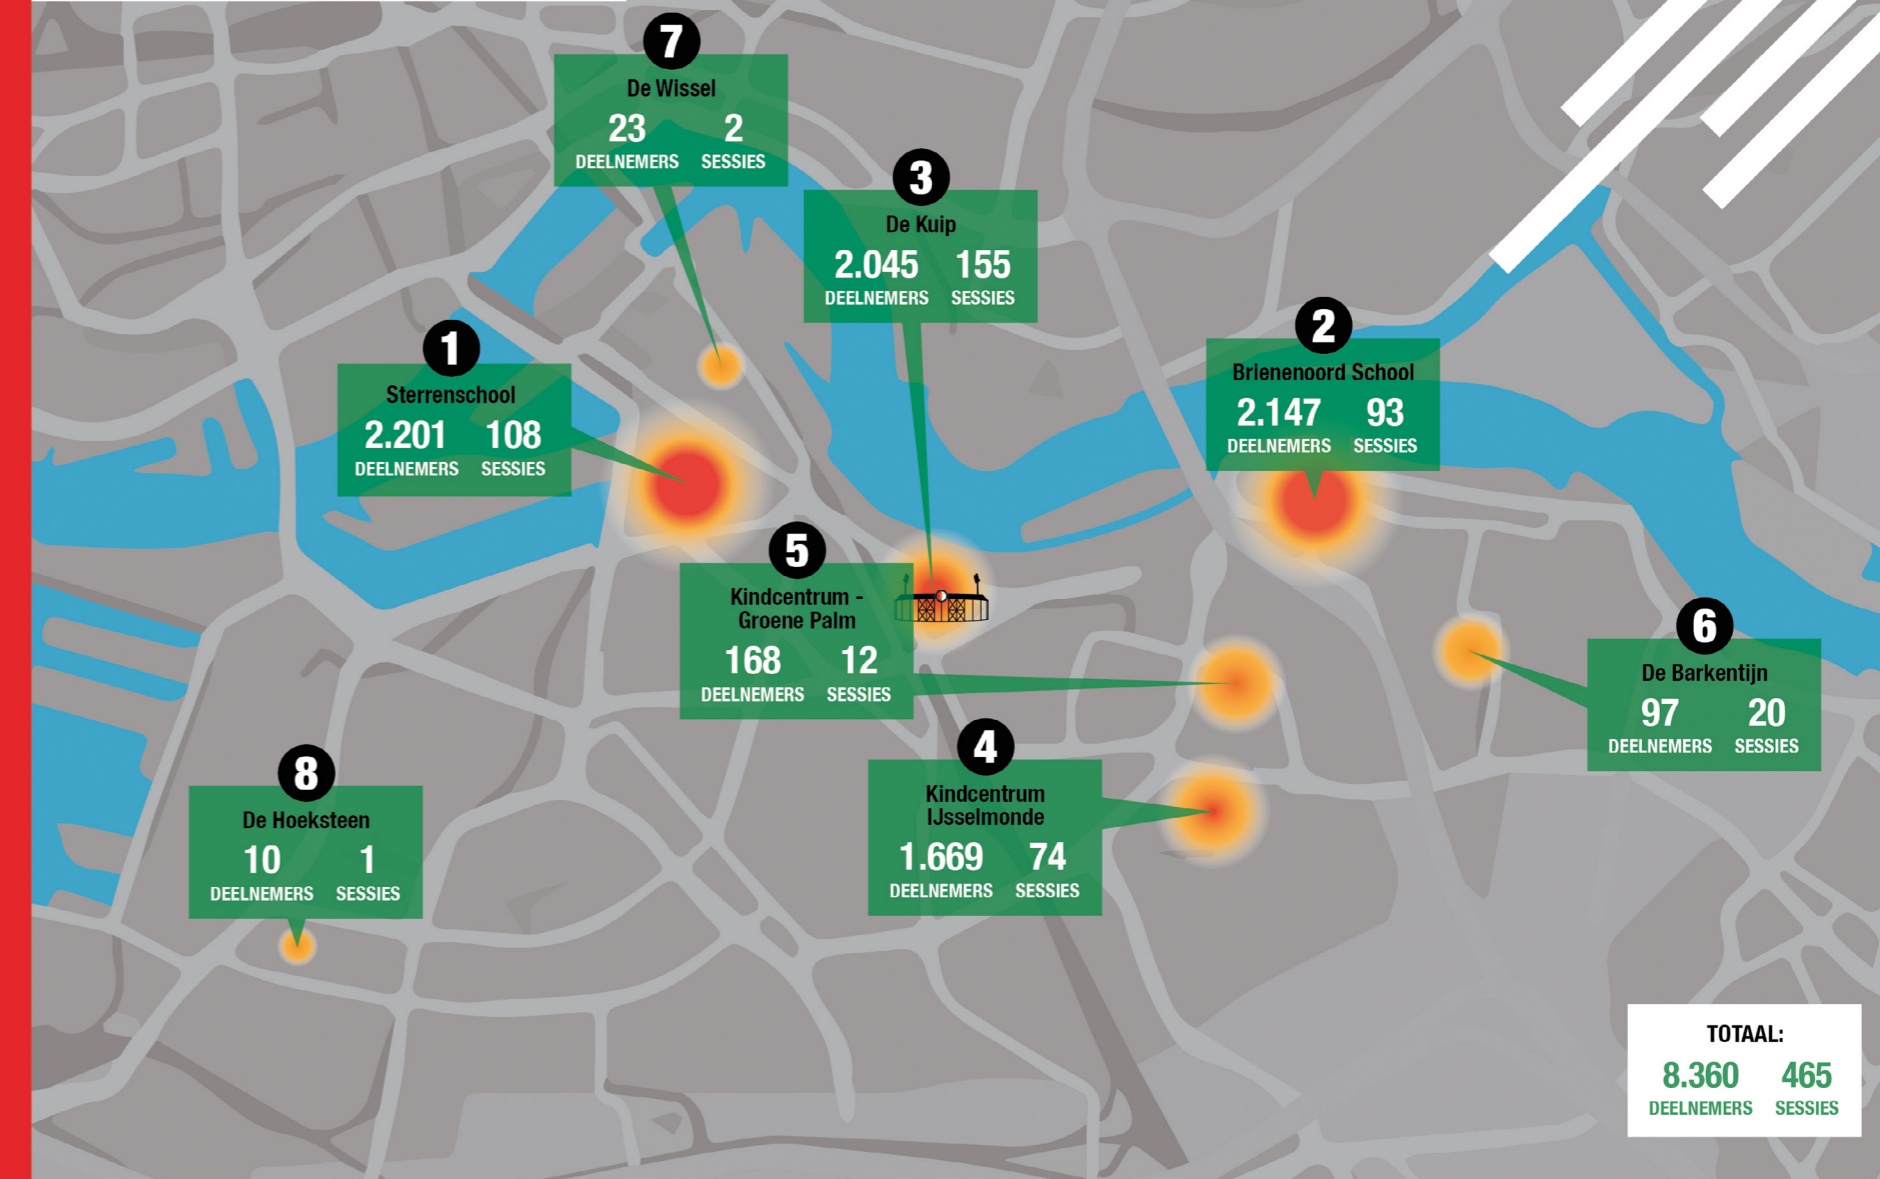 7
De Wissel
23 2
DEELNEMERS SESSIES
3
De Kuip
2.045 155
DEELNEMERS SESSIES
1
Sterrenschool
2.201 108
DEELNEMERS SESSIES
2
Brienenoord School
2.147 93
DEELNEMERS SESSIES
5
Kindcentrum -
Groene Palm
168 12
DEELNEMERS SESSIES
6
De Barkentijn
97 20
DEELNEMERS SESSIES
4
Kindcentrum
IJsselmonde
1.669 74
DEELNEMERS SESSIES
8
De Hoeksteen
10 1
DEELNEMERS SESSIES
TOTAAL:
8.360 465
DEELNEMERS SESSIES